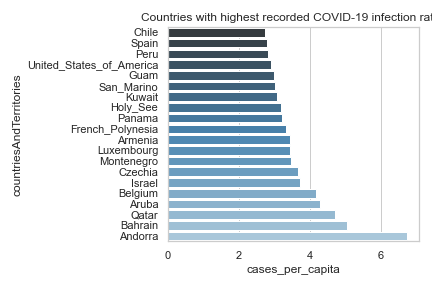 Countries with highest recorded COVID-19 infection rat
Chile
Spain
Peru
United_States_of_America
Guam
San_Marino
Kuwait
Holy_See
Panama
French_Polynesia
Armenia
Luxembourg
Montenegro
Czechia
Israel
Belgium
Aruba
Qatar
Bahrain
Andorra
countriesAndTerritories
0 2 4 6
cases_per_capita